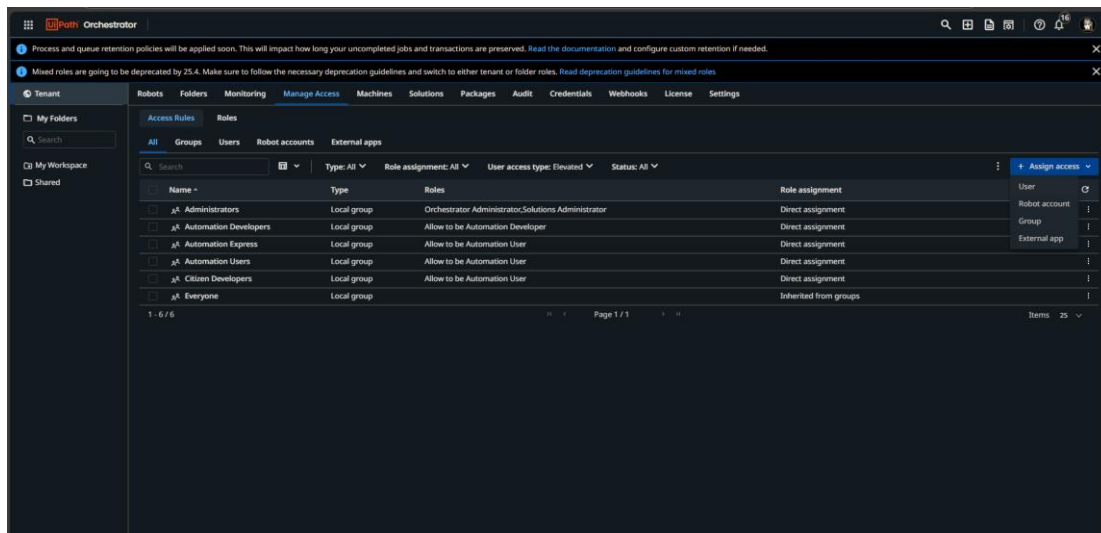 UiPath Orchestrator
16
Process and queue retention policies will be applied soon. This will impact how long your uncompleted jobs and transactions are preserved. Read the documentation and configure custom retention if needed.
Mixed roles are going to be deprecated by 25.4. Make sure to follow the necessary deprecation guidelines and switch to either tenant or folder roles. Read deprecation guidelines for mixed roles
Tenant
Robots Folders Monitoring Manage Access Machines Solutions Packages Audit Credentials Webhooks License Settings
My Folders
Search
My Workspace
Shared
Access Rules Roles
All Groups Users Robot accounts External apps
Search Type: All Role assignment: All User access type: Elevated Status: All + Assign access
User
Robot account
Group
External app
Name Type Roles Role assignment
Administrators Local group Orchestrator Administrator,Solutions Administrator Direct assignment
Automation Developers Local group Allow to be Automation Developer Direct assignment
Automation Express Local group Allow to be Automation User Direct assignment
Automation Users Local group Allow to be Automation User Direct assignment
Citizen Developers Local group Allow to be Automation User Direct assignment
Everyone Local group Inherited from groups
1 - 6 / 6 Page 1 / 1 Items 25